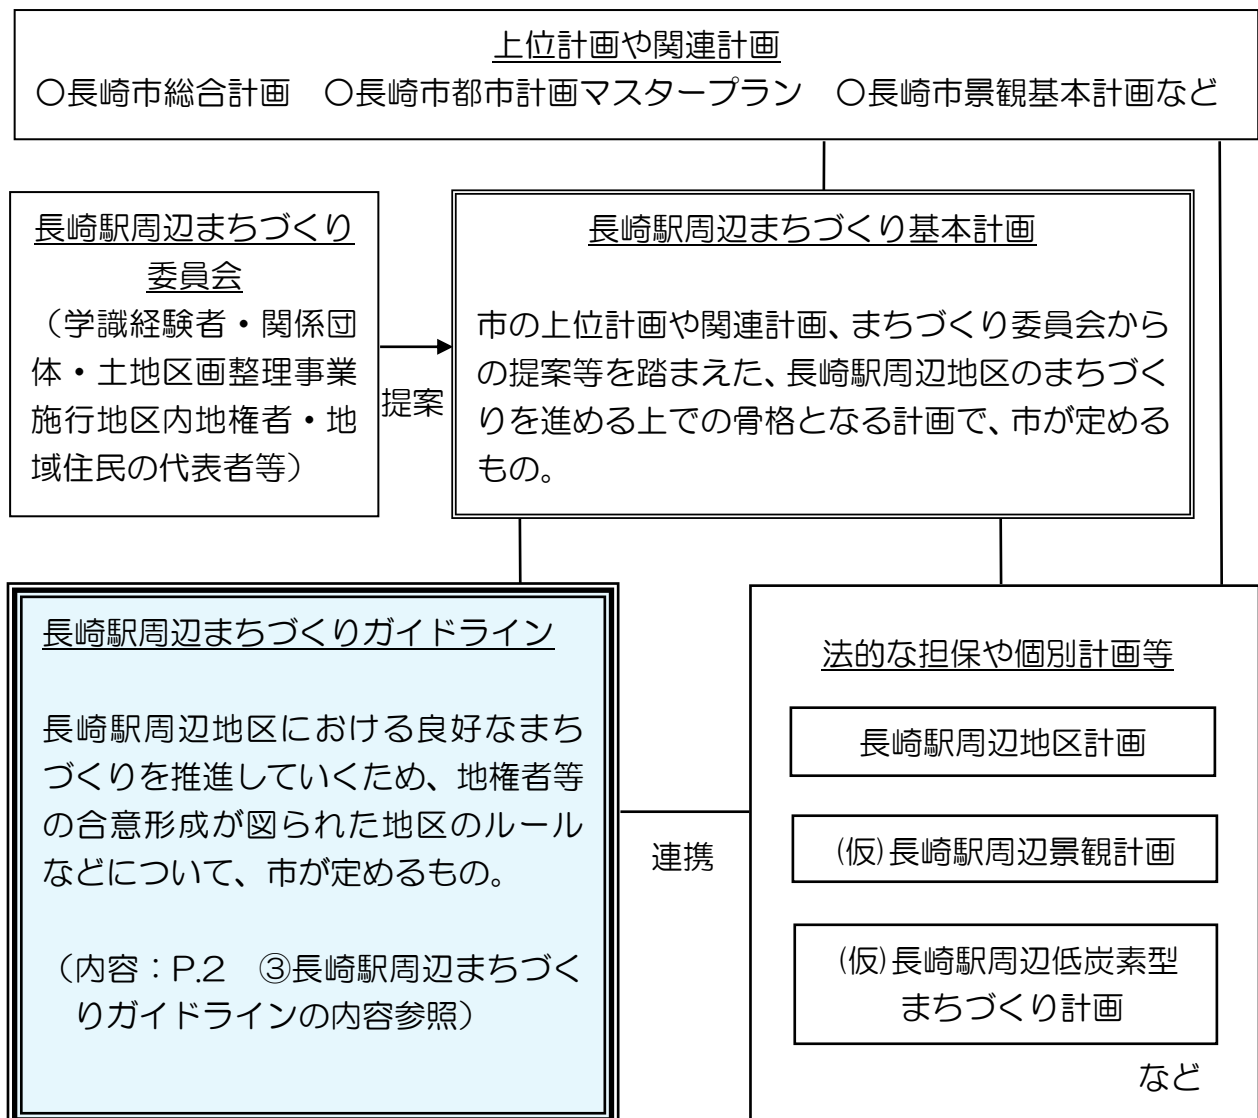 上位計画や関連計画
〇長崎市総合計画　〇長崎市都市計画マスタープラン　〇長崎市景観基本計画など
長崎駅周辺まちづくり
委員会
（学識経験者・関係団
体・土地区画整理事業
施行地区内地権者・地
域住民の代表者等）
提案
長崎駅周辺まちづくり基本計画
市の上位計画や関連計画、まちづくり委員会から
の提案等を踏まえた、長崎駅周辺地区のまちづく
りを進める上での骨格となる計画で、市が定める
もの。
長崎駅周辺まちづくりガイドライン
長崎駅周辺地区における良好なまち
づくりを推進していくため、地権者等
の合意形成が図られた地区のルール
などについて、市が定めるもの。
（内容：P.2　③長崎駅周辺まちづく
りガイドラインの内容参照）
連携
法的な担保や個別計画等
長崎駅周辺地区計画
(仮)長崎駅周辺景観計画
(仮)長崎駅周辺低炭素型
まちづくり計画
など